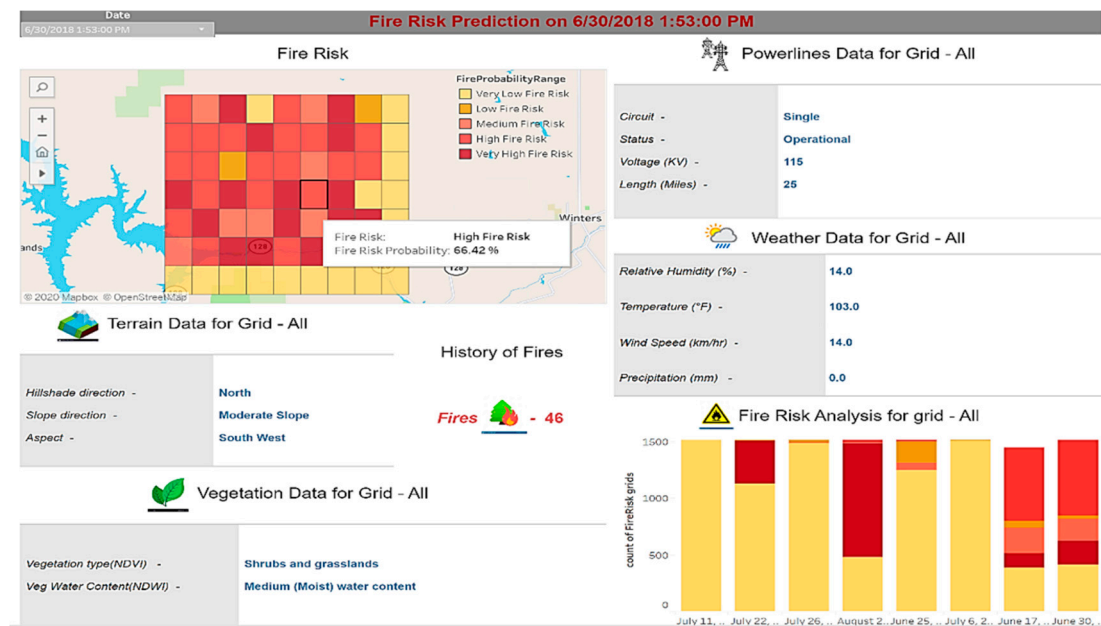 Date
6/30/2018 1:53:00 PM
Fire Risk Prediction on 6/30/2018 1:53:00 PM
Fire Risk
FireProbabilityRange
Very Low Fire Risk
Low Fire Risk
Medium Fire Risk
High Fire Risk
Very High Fire Risk
Winters
ands
128
128
Fire Risk: High Fire Risk
Fire Risk Probability: 66.42 %
© 2020 Mapbox © OpenStreetMap
Powerlines Data for Grid - All
Circuit - Single
Status - Operational
Voltage (KV) - 115
Length (Miles) - 25
Weather Data for Grid - All
Relative Humidity (%) - 14.0
Temperature (°F) - 103.0
Wind Speed (km/hr) - 14.0
Precipitation (mm) - 0.0
Terrain Data for Grid - All
Hillshade direction - North
Slope direction - Moderate Slope
Aspect - South West
History of Fires
Fires - 46
Vegetation Data for Grid - All
Vegetation type(NDVI) - Shrubs and grasslands
Veg Water Content(NDWI) - Medium (Moist) water content
Fire Risk Analysis for grid - All
count of FireRisk grids
1500
1000
500
0
July 11, ..
July 22, ..
July 26, ..
August 2..
June 25, ..
July 6, 2..
June 17, ..
June 30, ..